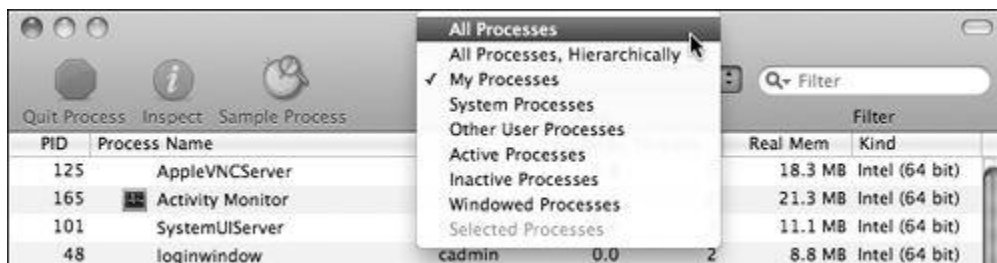 All Processes
All Processes, Hierarchically
✓ My Processes
System Processes
Other User Processes
Active Processes
Inactive Processes
Windowed Processes
Selected Processes
Quit Process Inspect Sample Process
Filter
Filter
PID Process Name Real Mem Kind
125 AppleVNCServer 18.3 MB Intel (64 bit)
165 Activity Monitor 21.3 MB Intel (64 bit)
101 SystemUIServer 11.1 MB Intel (64 bit)
48 loginwindow cadmin 0.0 2 8.8 MB Intel (64 bit)